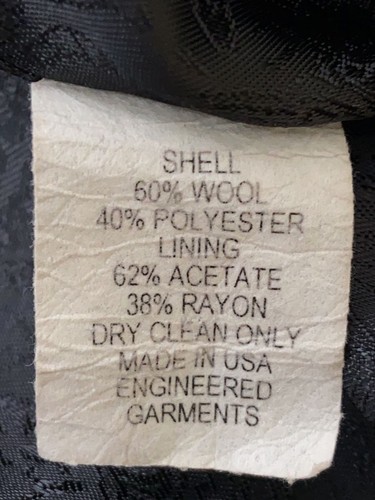 SHELL
60% WOOL
40% POLYESTER
LINING
62% ACETATE
38% RAYON
DRY CLEAN ONLY
MADE IN USA
ENGINEERED
GARMENTS